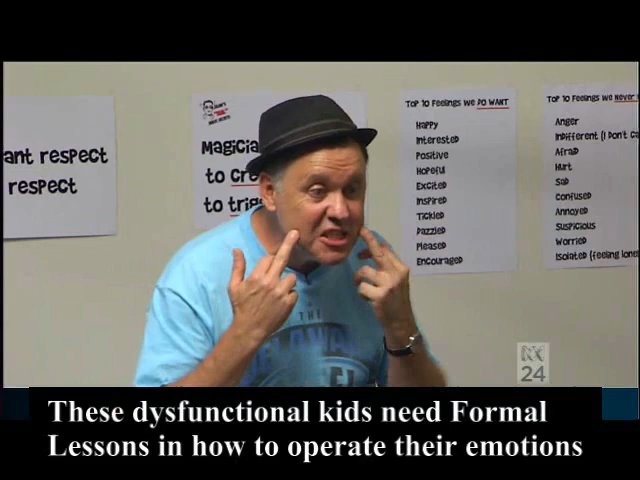 ant respect
respect
Magicia
to cre
to trig
Top 10 Feelings we DO WANT
Happy
Interested
Positive
Hopeful
Excited
Inspired
Tickled
Dazzled
Pleased
Encouraged
Top 10 Feelings we Never
Anger
Indifferent (I Don't ca
Afraid
Hurt
Sad
Confused
Annoyed
Suspicious
Worried
Isolated (feeling lone
THE
24
These dysfunctional kids need Formal
Lessons in how to operate their emotions